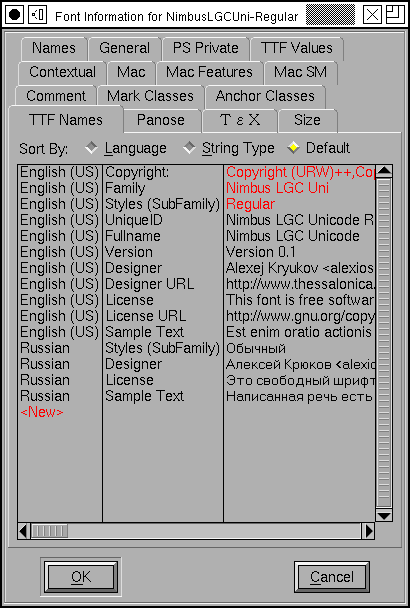 Font Information for NimbusLGCUni-Regular
Names General PS Private TTF Values
Contextual Mac Mac Features Mac SM
Comment Mark Classes Anchor Classes
TTF Names Panose Τ ε Χ Size
Sort By: Language String Type Default
English (US) Copyright: Copyright (URW)++,Cop
English (US) Family Nimbus LGC Uni
English (US) Styles (SubFamily) Regular
English (US) UniqueID Nimbus LGC Unicode R
English (US) Fullname Nimbus LGC Unicode
English (US) Version Version 0.1
English (US) Designer Alexej Kryukov <alexios
English (US) Designer URL http://www.thessalonica.
English (US) License This font is free softwar
English (US) License URL http://www.gnu.org/copy
English (US) Sample Text Est enim oratio actionis
Russian Styles (SubFamily) Обычный
Russian Designer Алексей Крюков <alexio
Russian License Это свободный шрифт
Russian Sample Text Написанная речь есть
<New>
OK Cancel